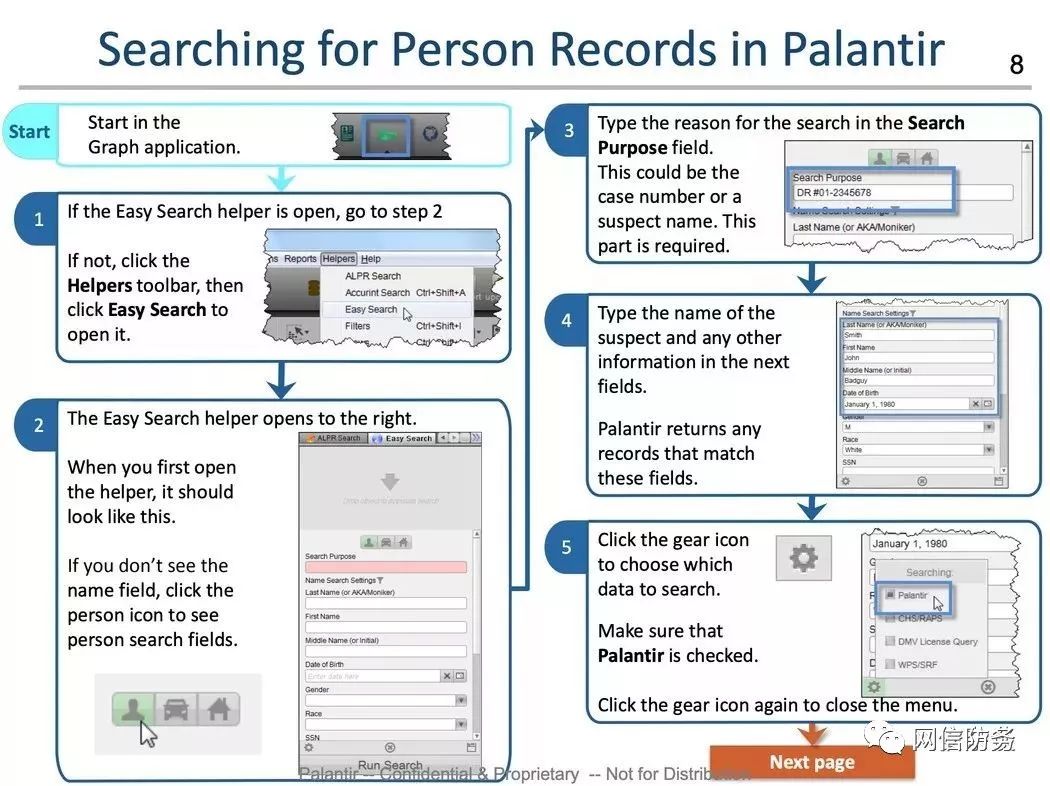 Searching for Person Records in Palantir
8
Start
Start in the
Graph application.
1
If the Easy Search helper is open, go to step 2
If not, click the
Helpers toolbar, then
click Easy Search to
open it.
Reports Helpers Help
ALPR Search
Accurint Search Ctrl+Shift+A
Easy Search
Filters Ctrl+Shift+I
2
The Easy Search helper opens to the right.
When you first open
the helper, it should
look like this.
If you don't see the
name field, click the
person icon to see
person search fields.
ALPR Search Easy Search
Search Purpose
Name Search Settings
Last Name (or AKA/Moniker)
First Name
Middle Name (or Initial)
Date of Birth
Enter date here
Gender
Race
SSN
Run Search
3
Type the reason for the search in the Search
Purpose field.
This could be the
case number or a
suspect name. This
part is required.
Search Purpose
DR #01-2345678
Name Search Settings
Last Name (or AKA/Moniker)
4
Type the name of the
suspect and any other
information in the next
fields.
Palantir returns any
records that match
these fields.
Name Search Settings
Last Name (or AKA/Moniker)
Smith
First Name
John
Middle Name (or Initial)
Badguy
Date of Birth
January 1, 1980
Gender
M
Race
White
SSN
5
Click the gear icon
to choose which
data to search.
Make sure that
Palantir is checked.
Click the gear icon again to close the menu.
January 1, 1980
Searching:
Palantir
CHS/RAPS
DMV License Query
WPS/SRF
Next page
Palantir -- Confidential & Proprietary -- Not for Distribution
网信防务